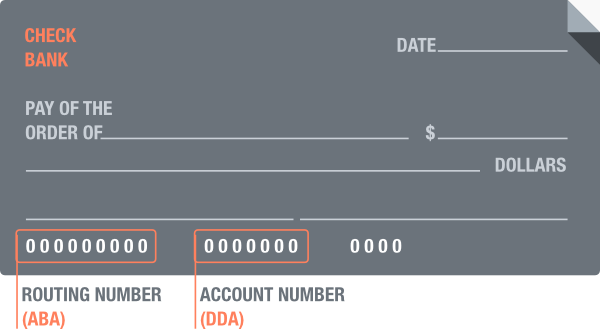 CHECK
BANK
DATE
PAY OF THE
ORDER OF
$
DOLLARS
000000000 0000000 0000
ROUTING NUMBER ACCOUNT NUMBER
(ABA) (DDA)